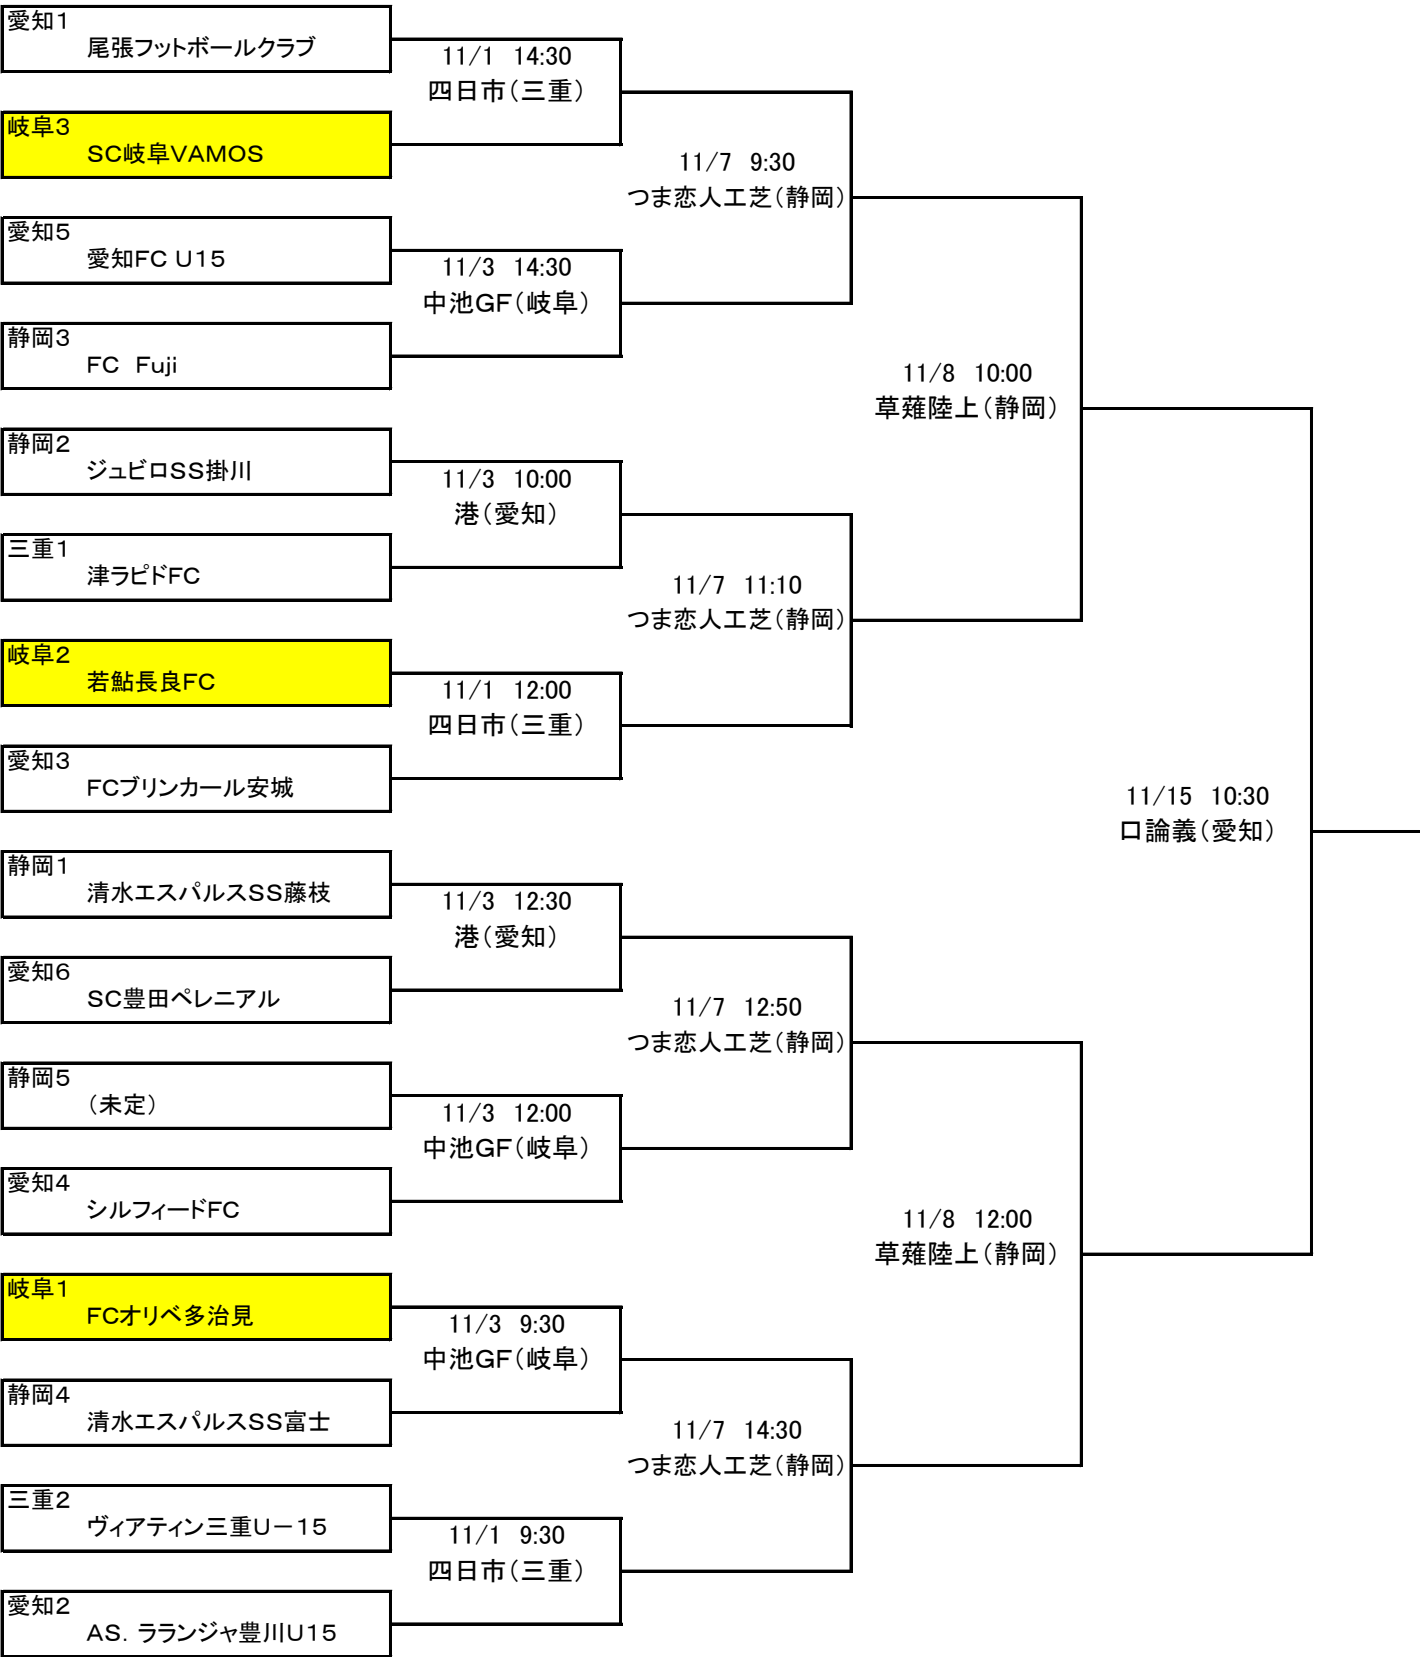 愛知1
尾張フットボールクラブ
11/1 14:30
四日市(三重)
岐阜3
SC岐阜VAMOS
11/7 9:30
つま恋人工芝(静岡)
愛知5
愛知FC U15
11/3 14:30
中池GF(岐阜)
静岡3
FC Fuji
11/8 10:00
草薙陸上(静岡)
静岡2
ジュビロSS掛川
11/3 10:00
港(愛知)
三重1
津ラピドFC
11/7 11:10
つま恋人工芝(静岡)
岐阜2
若鮎長良FC
11/1 12:00
四日市(三重)
愛知3
FCブリンカール安城
11/15 10:30
口論義(愛知)
静岡1
清水エスパルスSS藤枝
11/3 12:30
港(愛知)
愛知6
SC豊田ペレニアル
11/7 12:50
つま恋人工芝(静岡)
静岡5
(未定)
11/3 12:00
中池GF(岐阜)
愛知4
シルフィードFC
11/8 12:00
草薙陸上(静岡)
岐阜1
FCオリベ多治見
11/3 9:30
中池GF(岐阜)
静岡4
清水エスパルスSS富士
11/7 14:30
つま恋人工芝(静岡)
三重2
ヴィアティン三重U-15
11/1 9:30
四日市(三重)
愛知2
AS. ラランジャ豊川U15